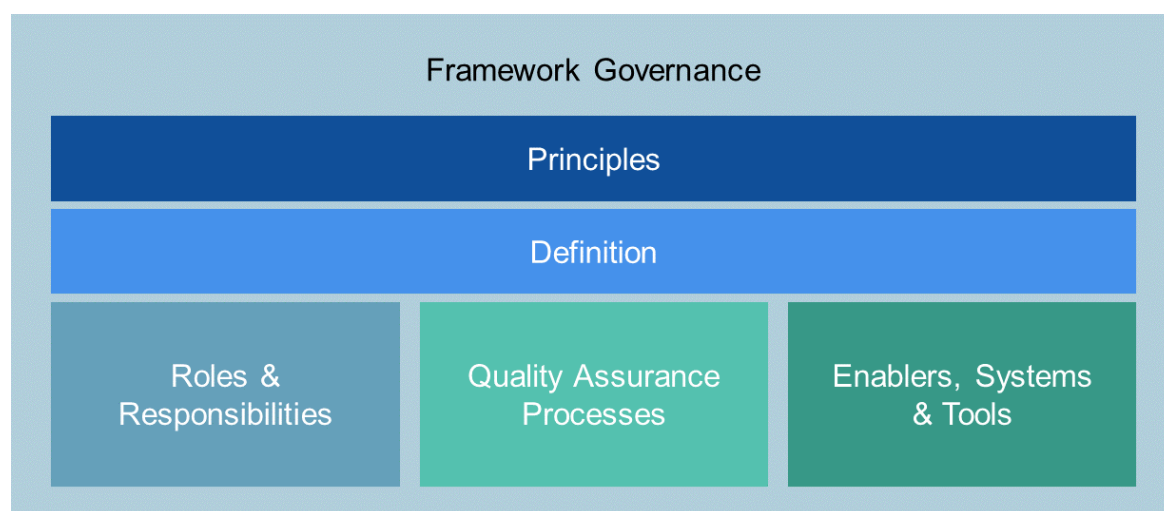 Framework Governance
Principles
Definition
Roles &
Responsibilities
Quality Assurance
Processes
Enablers, Systems
& Tools